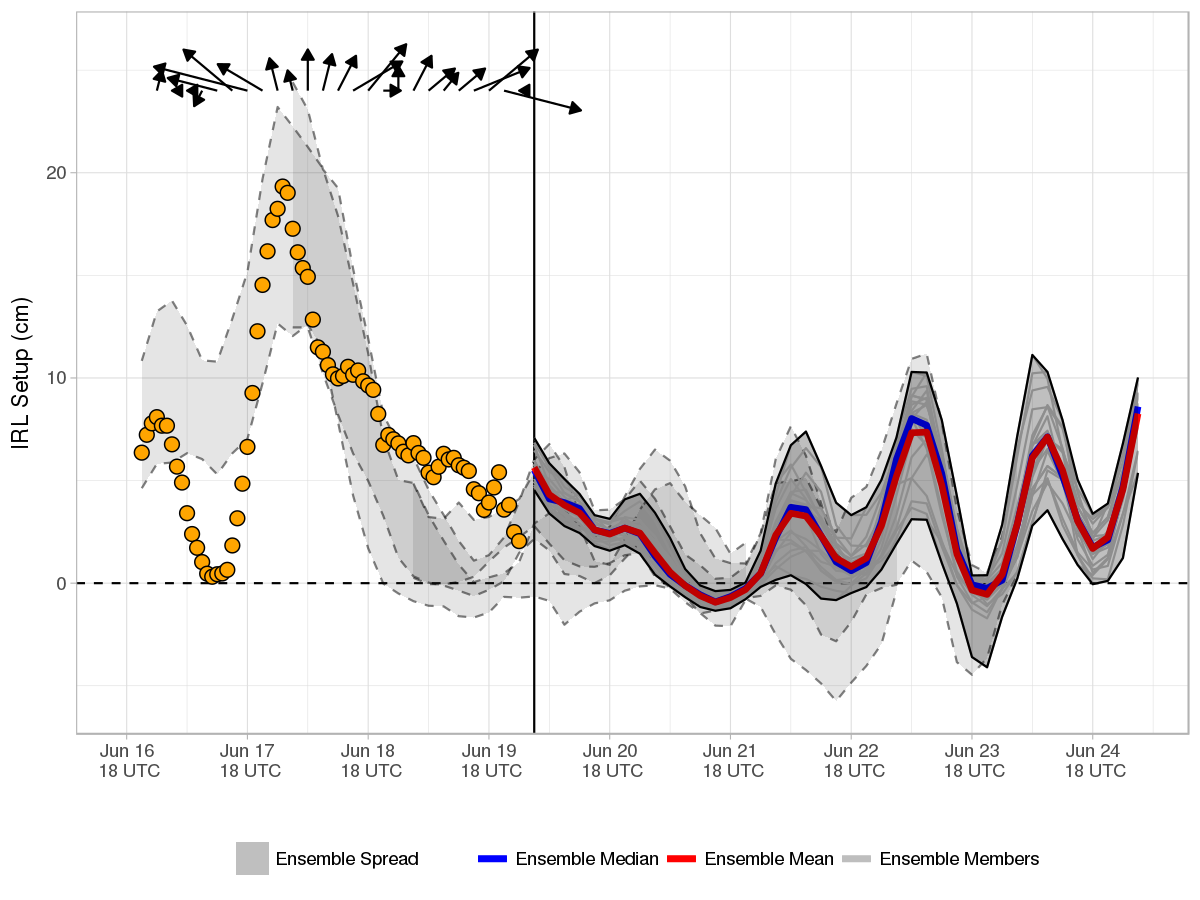 IRL Setup (cm)
20
10
0
Jun 16 Jun 17 Jun 18 Jun 19 Jun 20 Jun 21 Jun 22 Jun 23 Jun 24
18 UTC 18 UTC 18 UTC 18 UTC 18 UTC 18 UTC 18 UTC 18 UTC 18 UTC
Ensemble Spread Ensemble Median Ensemble Mean Ensemble Members